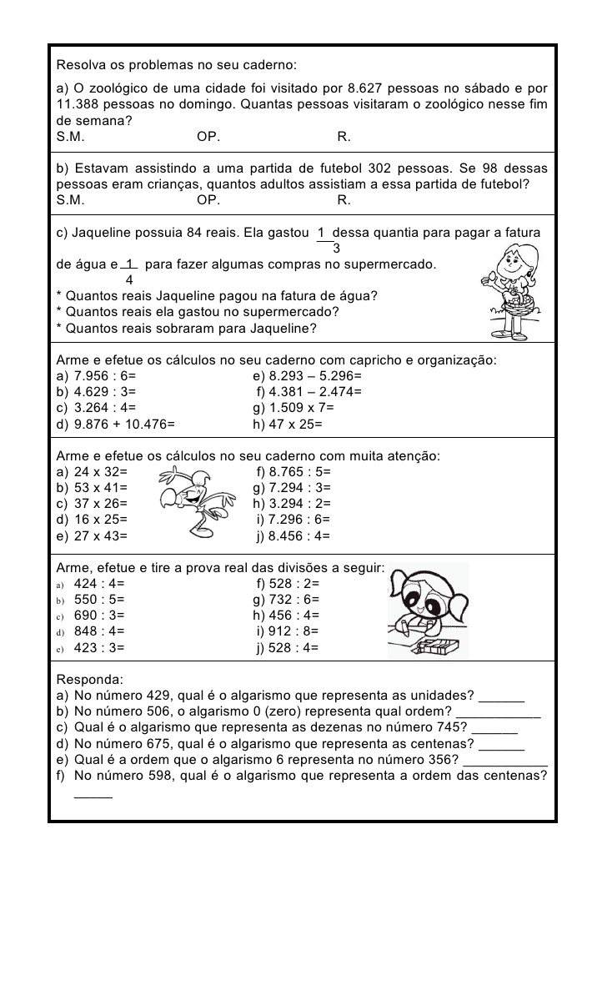 Resolva os problemas no seu caderno:
a) O zoológico de uma cidade foi visitado por 8.627 pessoas no sábado e por
11.388 pessoas no domingo. Quantas pessoas visitaram o zoológico nesse fim
de semana?
S.M. OP. R.
b) Estavam assistindo a uma partida de futebol 302 pessoas. Se 98 dessas
pessoas eram crianças, quantos adultos assistiam a essa partida de futebol?
S.M. OP. R.
c) Jaqueline possuia 84 reais. Ela gastou 1 dessa quantia para pagar a fatura
3
de água e 1 para fazer algumas compras no supermercado.
4
* Quantos reais Jaqueline pagou na fatura de água?
* Quantos reais ela gastou no supermercado?
* Quantos reais sobraram para Jaqueline?
Arme e efetue os cálculos no seu caderno com capricho e organização:
a) 7.956 : 6= e) 8.293 – 5.296=
b) 4.629 : 3= f) 4.381 – 2.474=
c) 3.264 : 4= g) 1.509 x 7=
d) 9.876 + 10.476= h) 47 x 25=
Arme e efetue os cálculos no seu caderno com muita atenção:
a) 24 x 32= f) 8.765 : 5=
b) 53 x 41= g) 7.294 : 3=
c) 37 x 26= h) 3.294 : 2=
d) 16 x 25= i) 7.296 : 6=
e) 27 x 43= j) 8.456 : 4=
Arme, efetue e tire a prova real das divisões a seguir:
a) 424 : 4= f) 528 : 2=
b) 550 : 5= g) 732 : 6=
c) 690 : 3= h) 456 : 4=
d) 848 : 4= i) 912 : 8=
e) 423 : 3= j) 528 : 4=
Responda:
a) No número 429, qual é o algarismo que representa as unidades? ______
b) No número 506, o algarismo 0 (zero) representa qual ordem? ___________
c) Qual é o algarismo que representa as dezenas no número 745? ______
d) No número 675, qual é o algarismo que representa as centenas? ______
e) Qual é a ordem que o algarismo 6 representa no número 356? ___________
f) No número 598, qual é o algarismo que representa a ordem das centenas?
_____